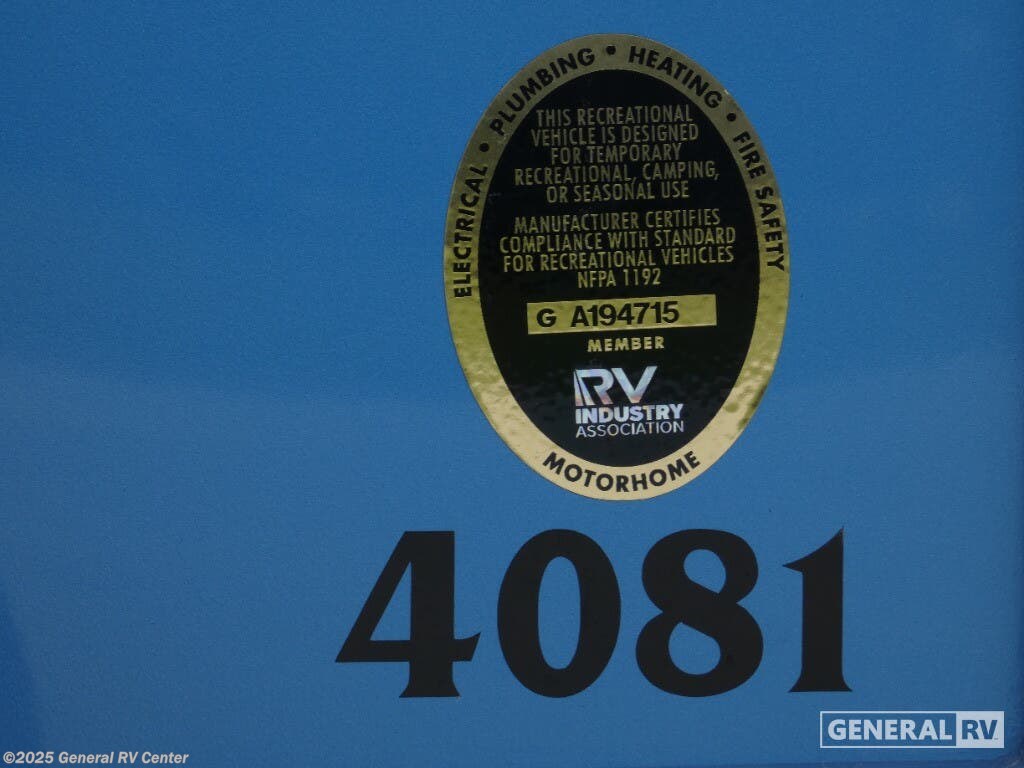 ELECTRICAL • PLUMBING • HEATING • FIRE SAFETY
THIS RECREATIONAL
VEHICLE IS DESIGNED
FOR TEMPORARY
RECREATIONAL, CAMPING,
OR SEASONAL USE
MANUFACTURER CERTIFIES
COMPLIANCE WITH STANDARD
FOR RECREATIONAL VEHICLES
NFPA 1192
G A194715
MEMBER
RV
INDUSTRY
ASSOCIATION
MOTORHOME
4081
GENERAL RV
©2025 General RV Center